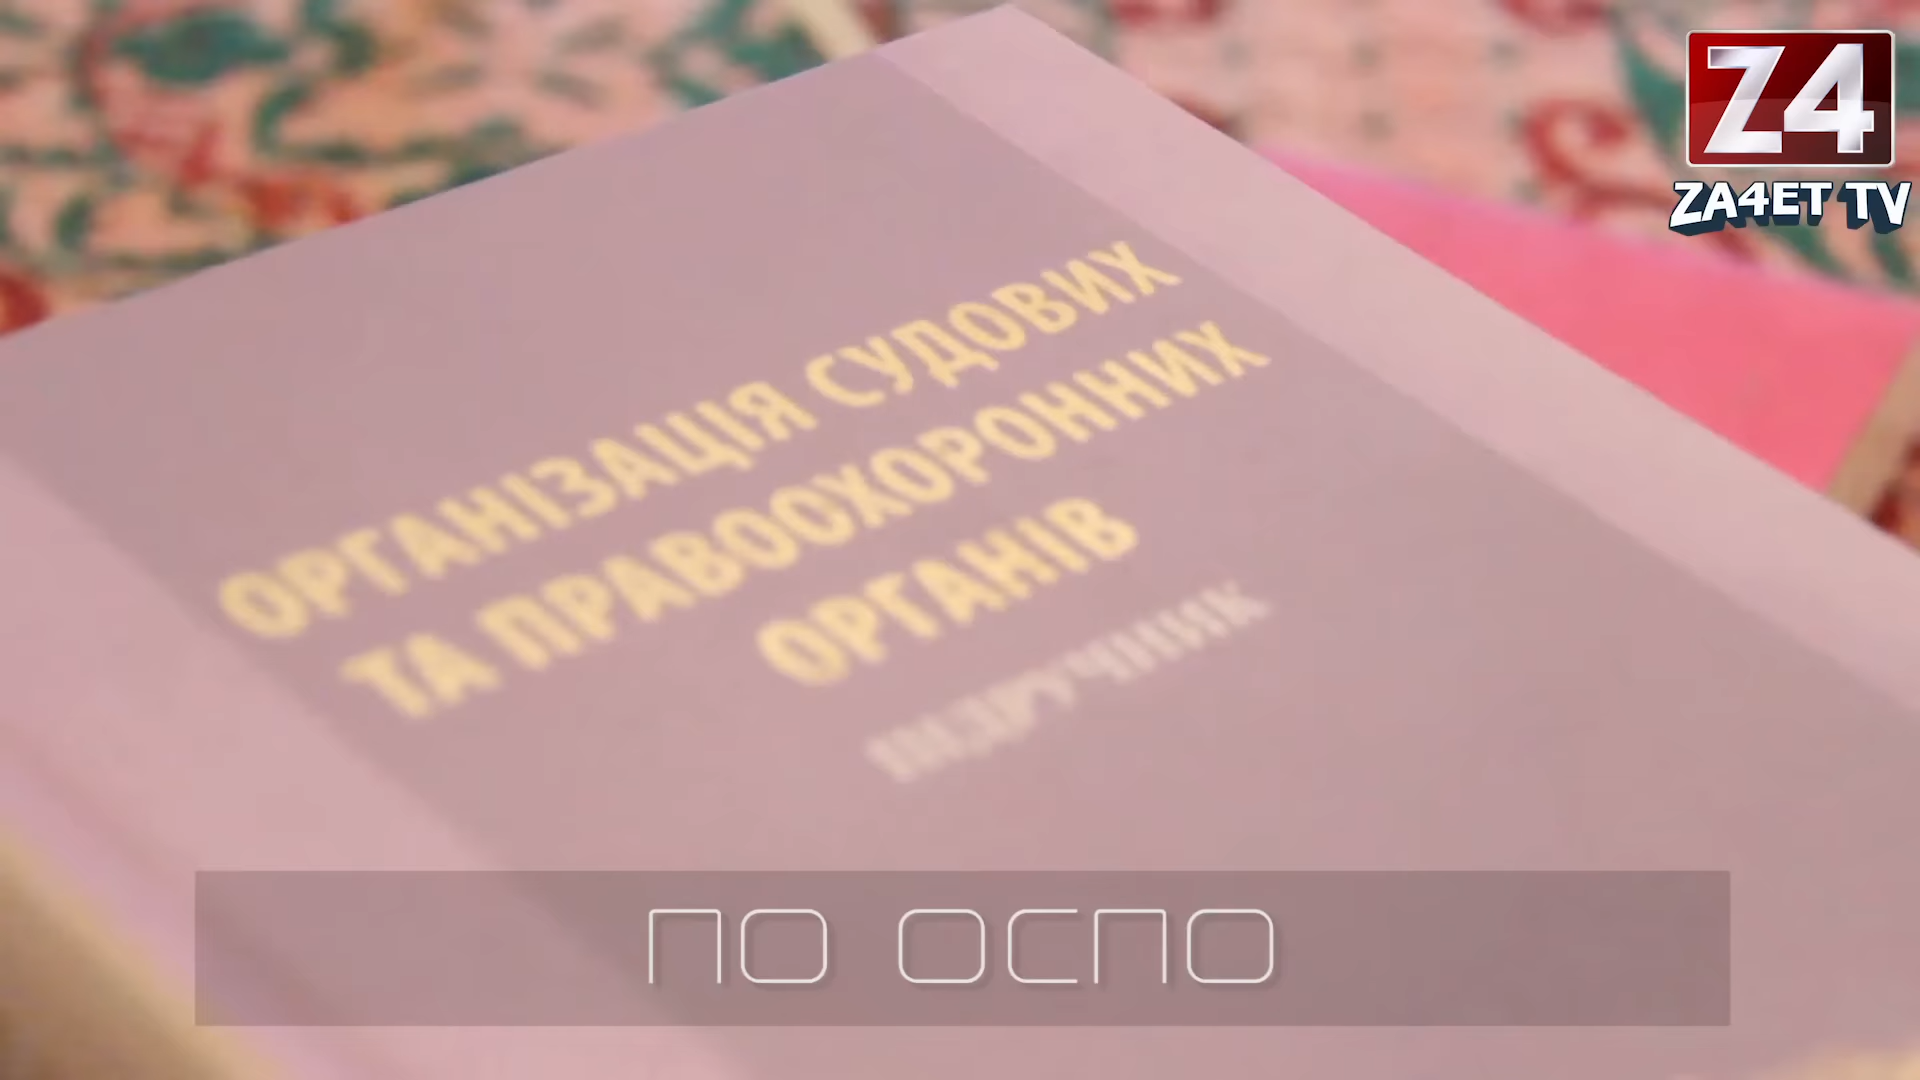 Z4
ZA4ET TV
ОРГАНІЗАЦІЯ СУДОВИХ
ТА ПРАВООХОРОННИХ
ОРГАНІВ
ПІДРУЧНИК
ПО ОСПО